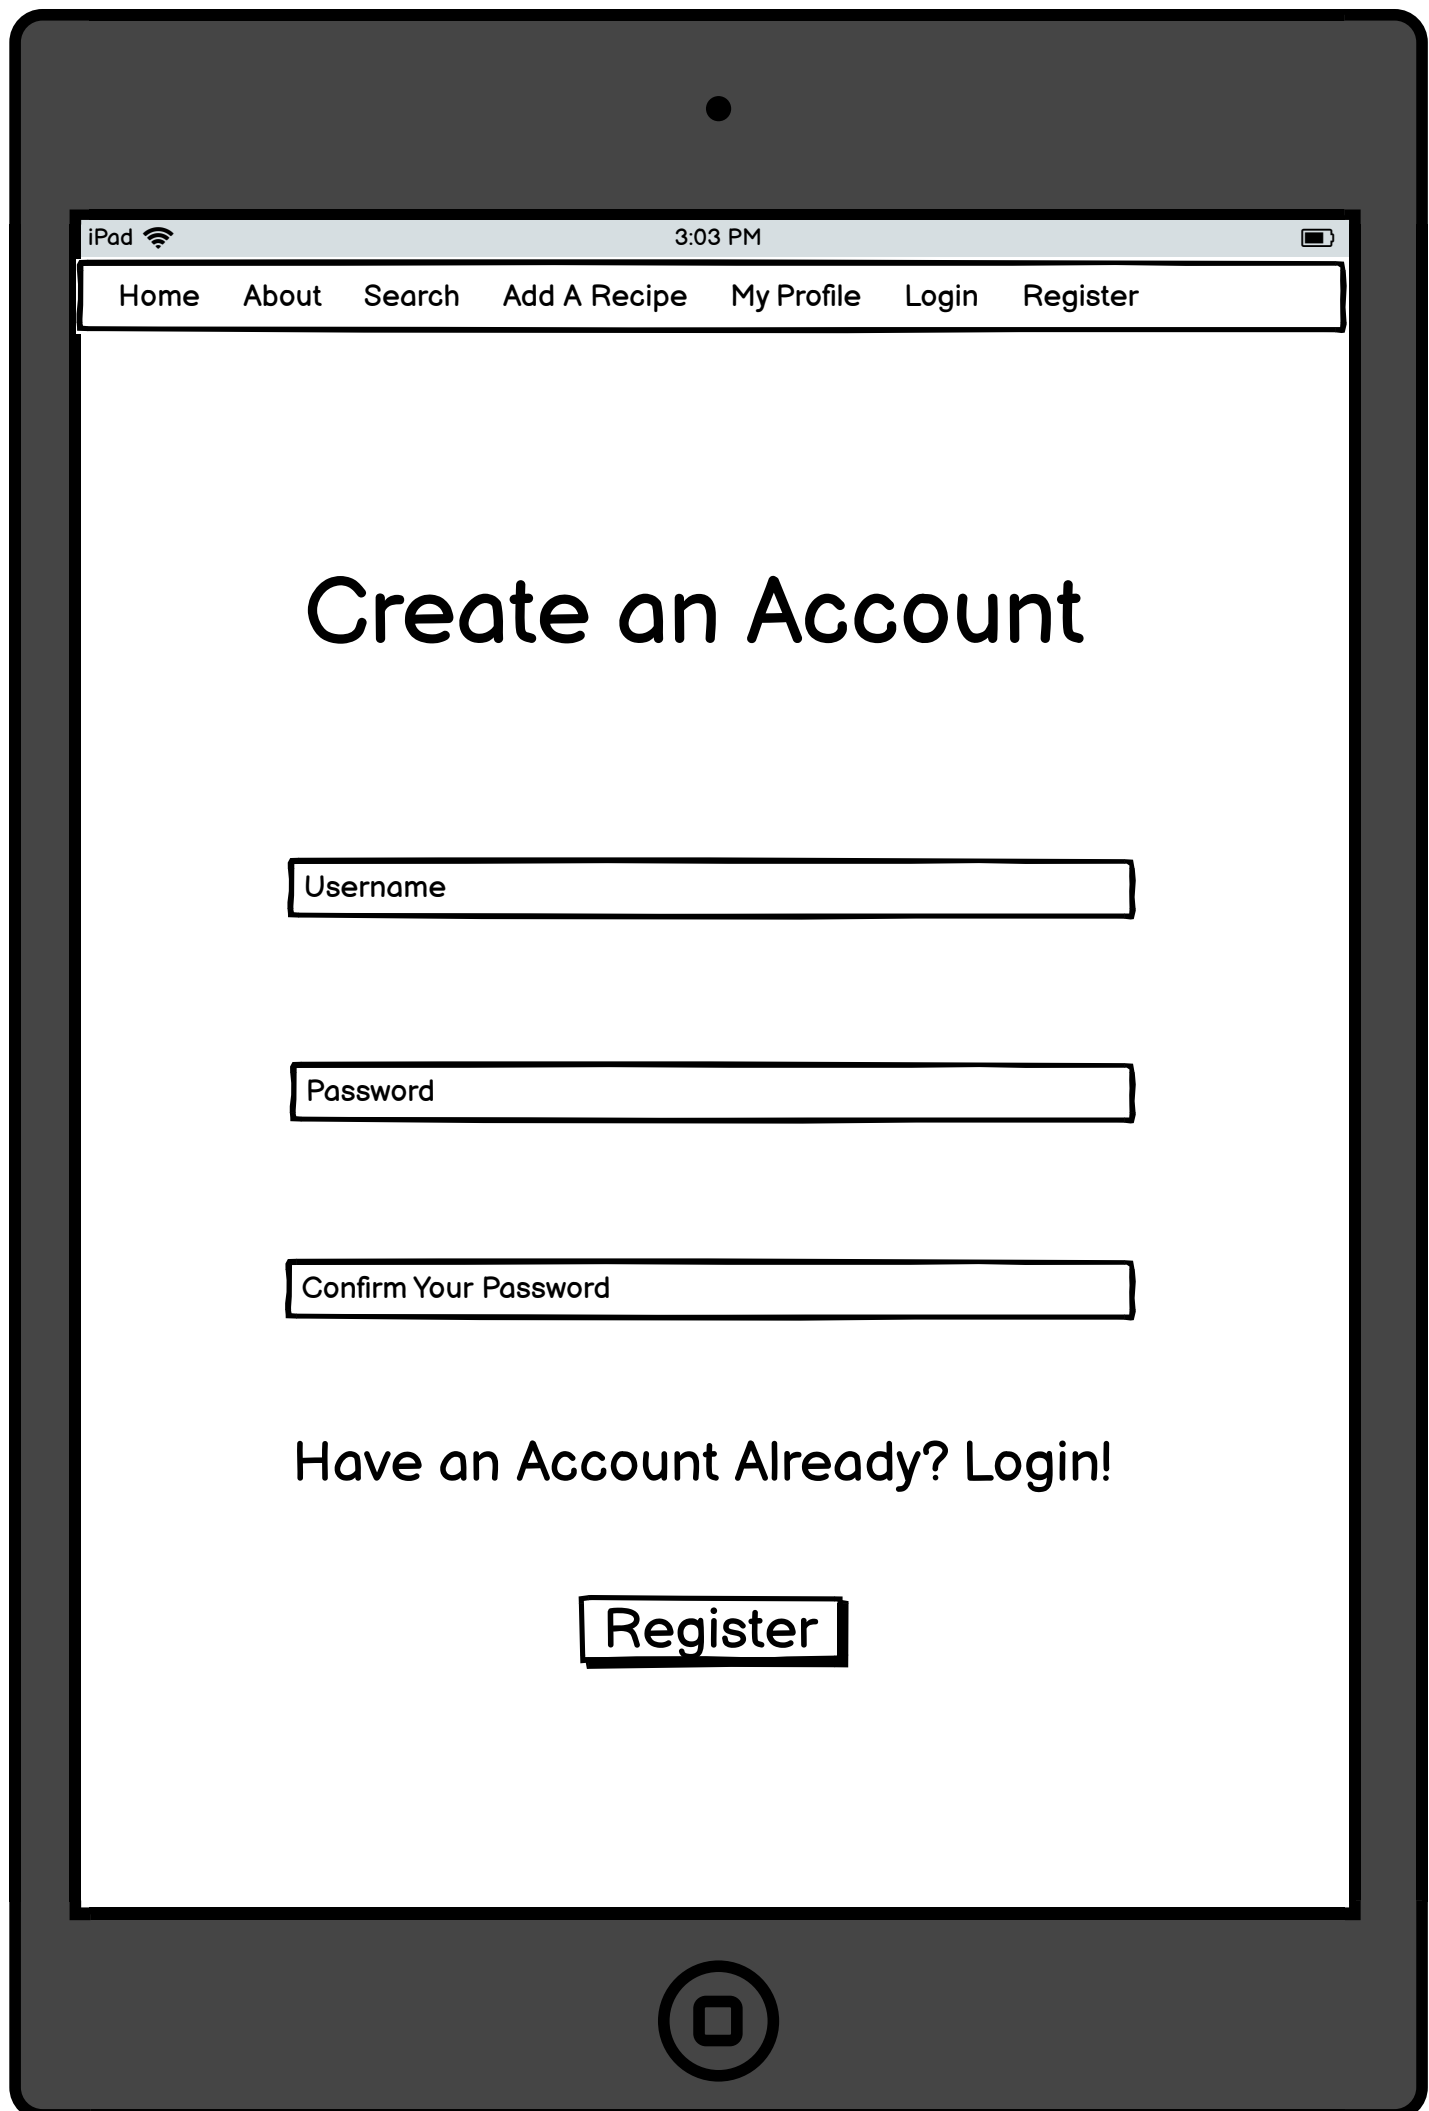 iPad 3:03 PM
Home About Search Add A Recipe My Profile Login Register
Create an Account
Username
Password
Confirm Your Password
Have an Account Already? Login!
Register